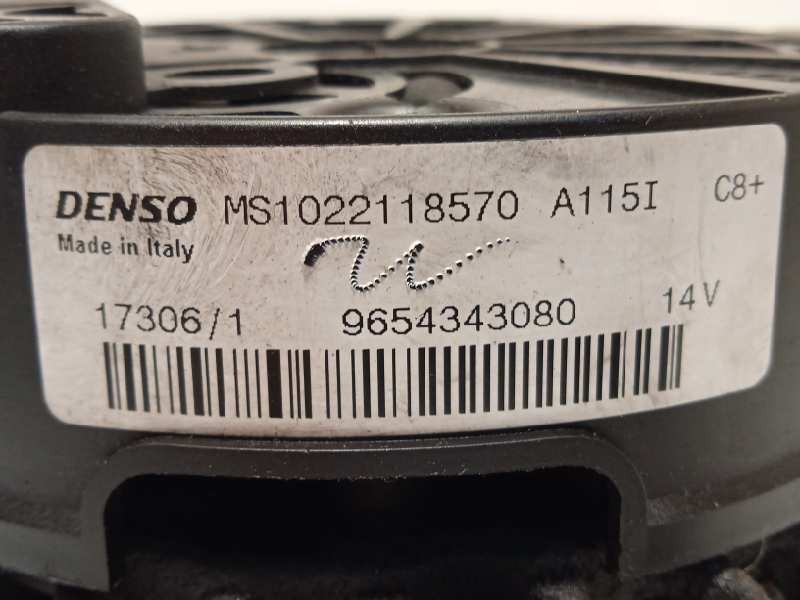 DENSO MS1022118570 A115I C8+
Made in Italy
17306/1 9654343080 14V